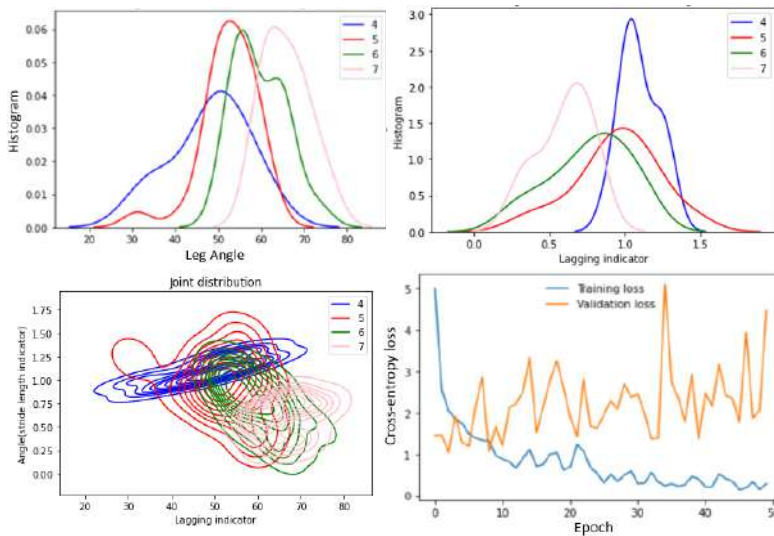 0.06
0.05
0.04
0.03
0.02
0.01
0.00
Histogram
20 30 40 50 60 70 80
Leg Angle
4
5
6
7
3.0
2.5
2.0
1.5
1.0
0.5
0.0
Histogram
0.0 0.5 1.0 1.5
Lagging indicator
4
5
6
7
Joint distribution
1.75
1.50
1.25
1.00
0.75
0.50
0.25
0.00
Angle(stride length indicator)
20 30 40 50 60 70 80
Lagging indicator
4
5
6
7
Training loss
Validation loss
5
4
3
2
1
0
Cross-entropy loss
0 10 20 30 40 50
Epoch